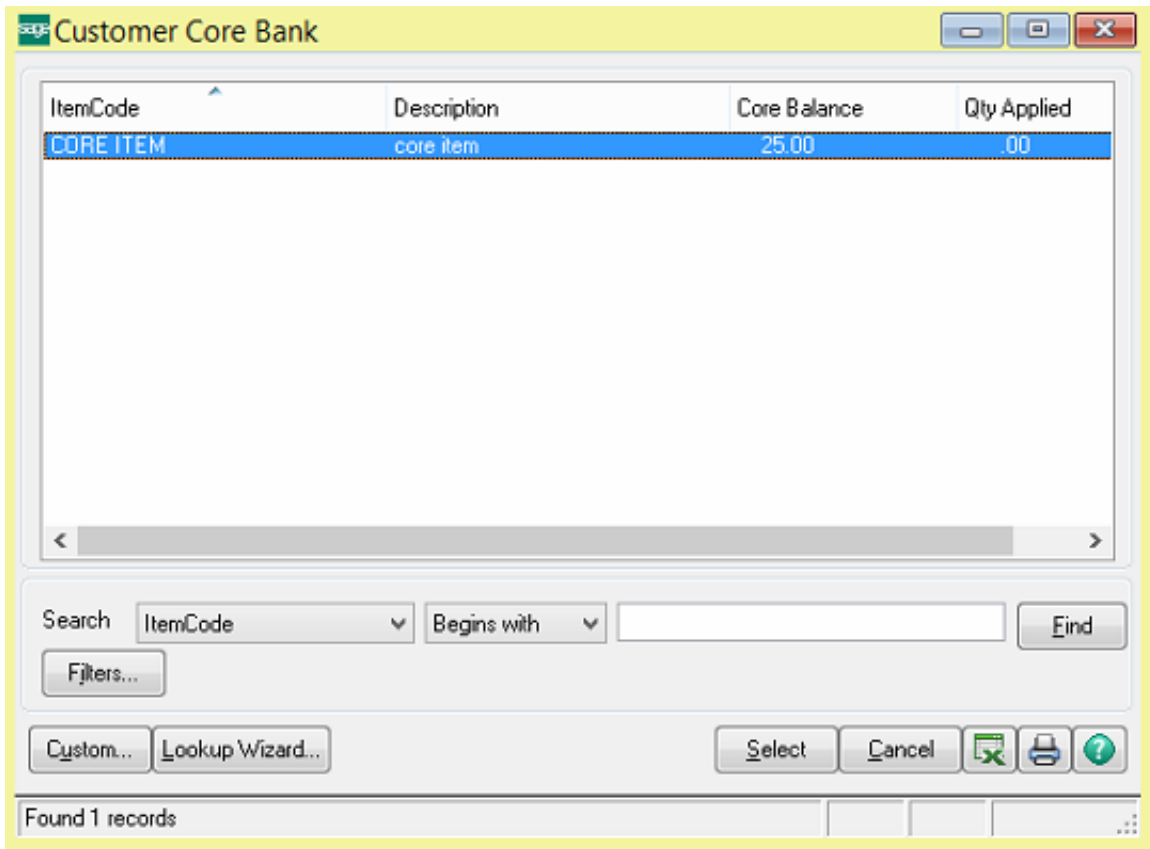 sage Customer Core Bank
ItemCode Description Core Balance Qty Applied
CORE ITEM core item 25.00 .00
Search ItemCode Begins with Find
Filters...
Custom... Lookup Wizard... Select Cancel ?
Found 1 records